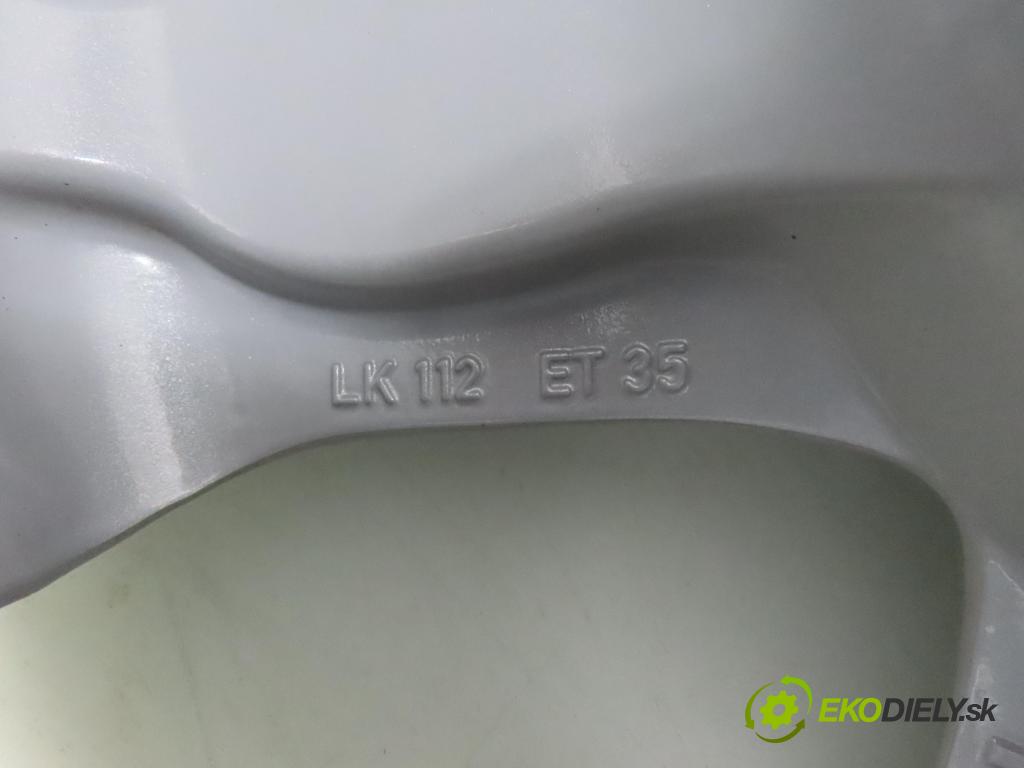 LK 112 ET 35
EKODIELY.sk